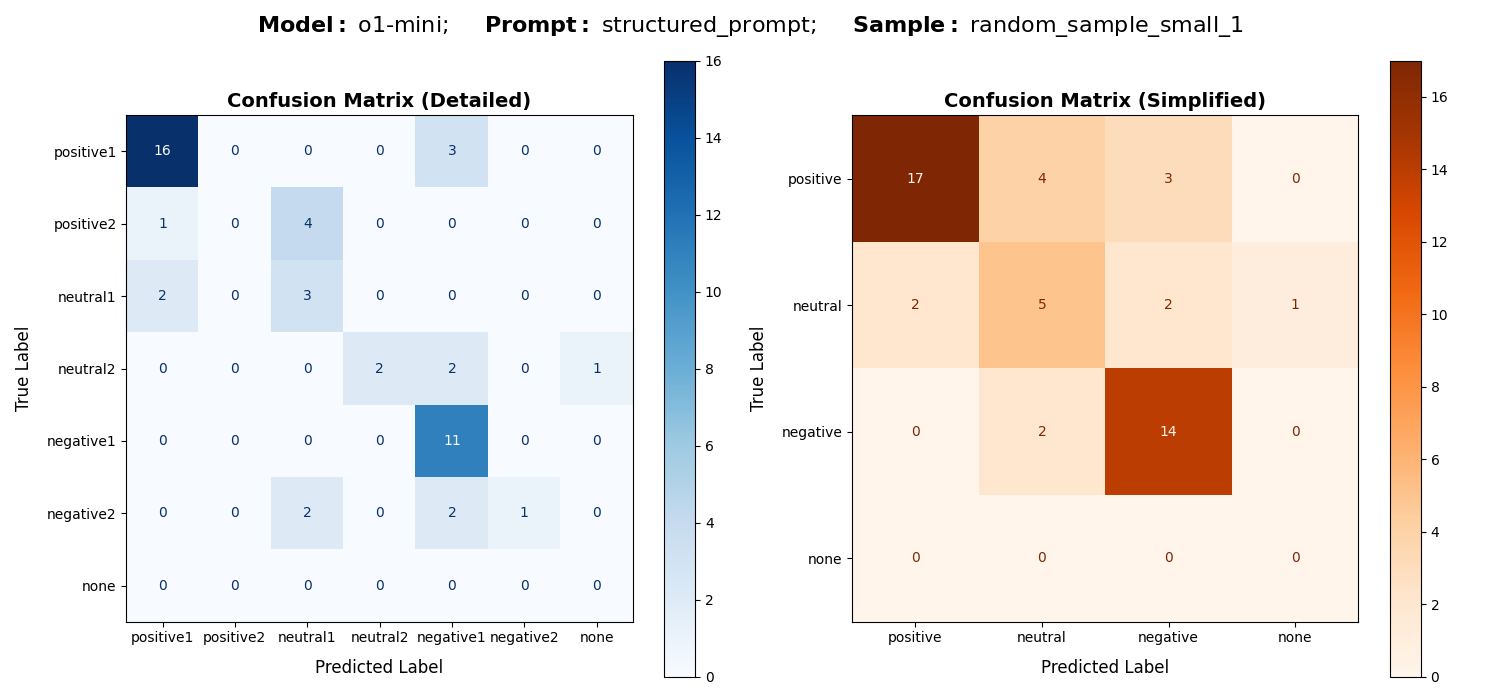 Model: o1-mini; Prompt: structured_prompt; Sample: random_sample_small_1
Confusion Matrix (Detailed)
True Label
positive1 16 0 0 0 3 0 0
positive2 1 0 4 0 0 0 0
neutral1 2 0 3 0 0 0 0
neutral2 0 0 0 2 2 0 1
negative1 0 0 0 0 11 0 0
negative2 0 0 2 0 2 1 0
none 0 0 0 0 0 0 0
positive1 positive2 neutral1 neutral2 negative1 negative2 none
Predicted Label
16
14
12
10
8
6
4
2
0
Confusion Matrix (Simplified)
True Label
positive 17 4 3 0
neutral 2 5 2 1
negative 0 2 14 0
none 0 0 0 0
positive neutral negative none
Predicted Label
16
14
12
10
8
6
4
2
0